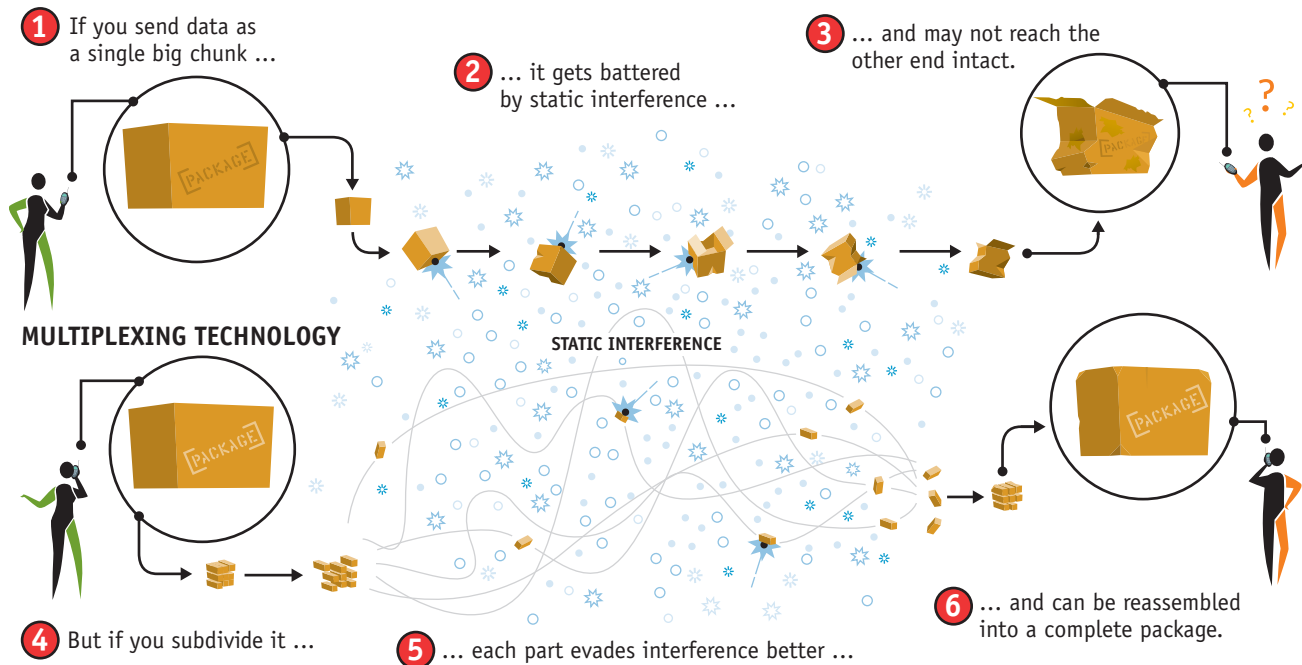 1 If you send data as
a single big chunk ...
2 ... it gets battered
by static interference ...
3 ... and may not reach the
other end intact.
[PACKAGE]
[PACKAGE]
? ? ?
MULTIPLEXING TECHNOLOGY
STATIC INTERFERENCE
[PACKAGE]
[PACKAGE]
4 But if you subdivide it ...
5 ... each part evades interference better ...
6 ... and can be reassembled
into a complete package.